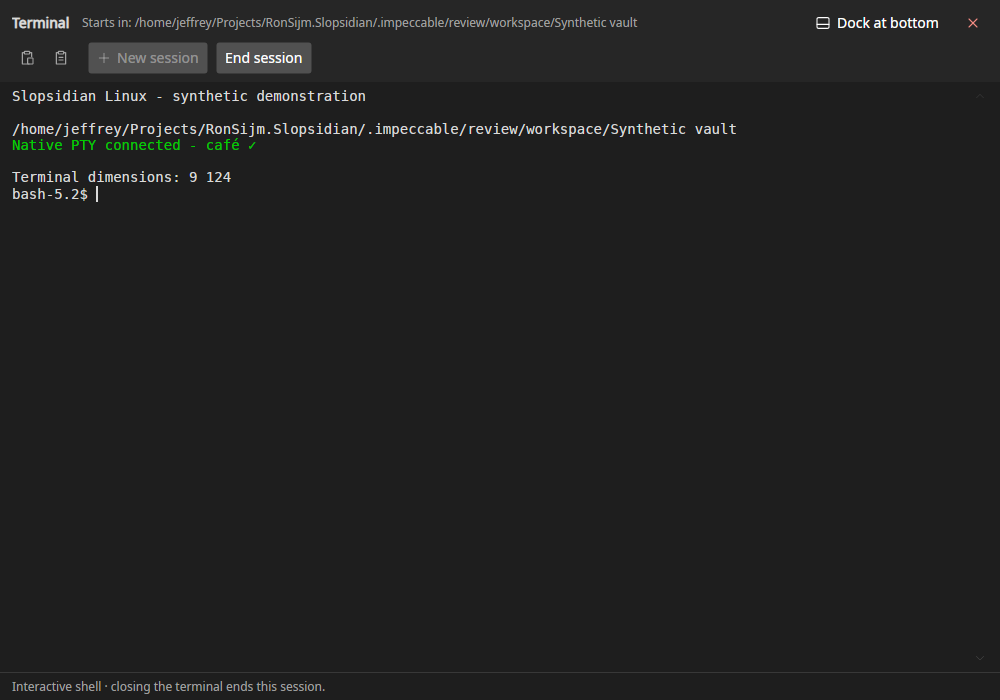 Terminal Starts in: /home/jeffrey/Projects/RonSijm.Slopsidian/.impeccable/review/workspace/Synthetic vault Dock at bottom
New session End session
Slopsidian Linux - synthetic demonstration
/home/jeffrey/Projects/RonSijm.Slopsidian/.impeccable/review/workspace/Synthetic vault
Native PTY connected - café ✓
Terminal dimensions: 9 124
bash-5.2$
Interactive shell · closing the terminal ends this session.